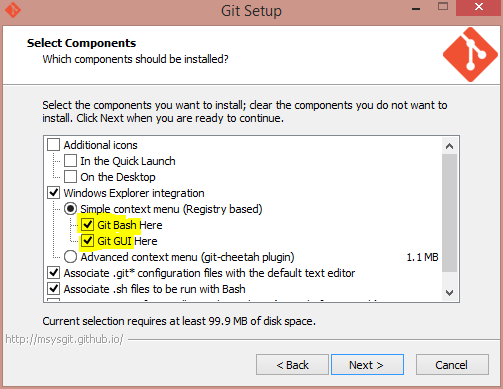 Git Setup
Select Components
Which components should be installed?
Select the components you want to install; clear the components you do not want to
install. Click Next when you are ready to continue.
Additional icons
In the Quick Launch
On the Desktop
Windows Explorer integration
Simple context menu (Registry based)
Git Bash Here
Git GUI Here
Advanced context menu (git-cheetah plugin) 1.1 MB
Associate .git* configuration files with the default text editor
Associate .sh files to be run with Bash
Current selection requires at least 99.9 MB of disk space.
http://msysgit.github.io/
< Back Next > Cancel